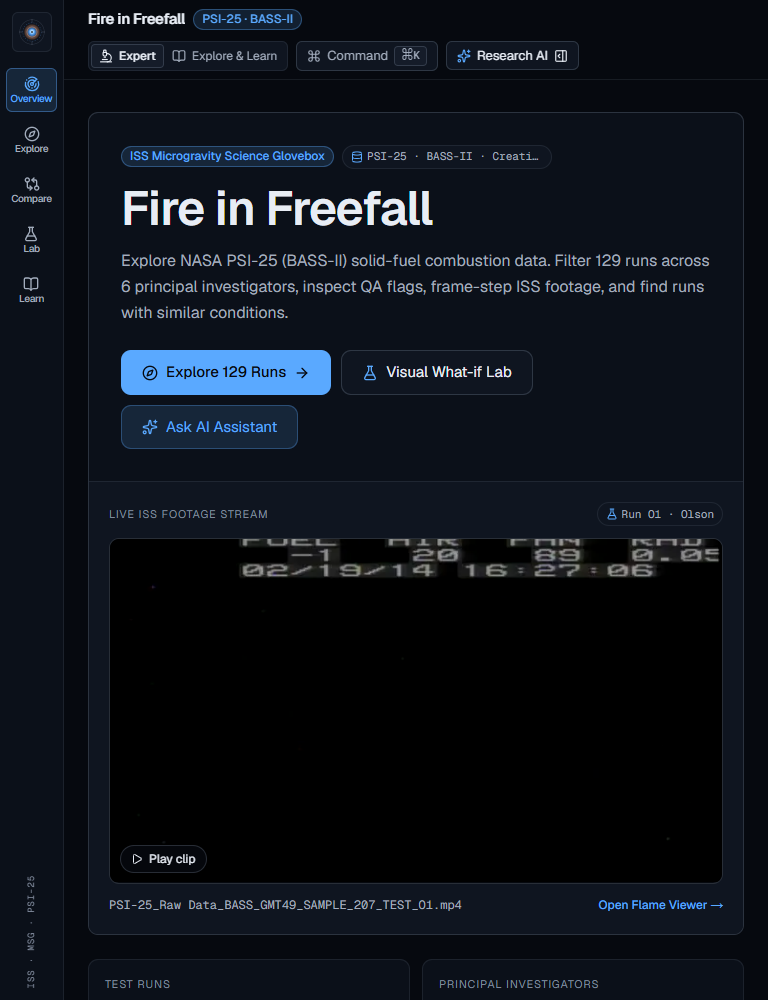 Fire in Freefall
PSI-25 · BASS-II
Expert
Explore & Learn
Command
⌘K
Research AI
Overview
Explore
Compare
Lab
Learn
ISS · MSG · PSI-25
ISS Microgravity Science Glovebox
PSI-25 · BASS-II · Creati…
Fire in Freefall
Explore NASA PSI-25 (BASS-II) solid-fuel combustion data. Filter 129 runs across
6 principal investigators, inspect QA flags, frame-step ISS footage, and find runs
with similar conditions.
Explore 129 Runs →
Visual What-if Lab
Ask AI Assistant
LIVE ISS FOOTAGE STREAM
Run O1 · Olson
FUEL AIR FAN RAD
-1 20 89 0.05
02/19/14 16:27:06
Play clip
PSI-25_Raw Data_BASS_GMT49_SAMPLE_207_TEST_O1.mp4
Open Flame Viewer →
TEST RUNS
PRINCIPAL INVESTIGATORS